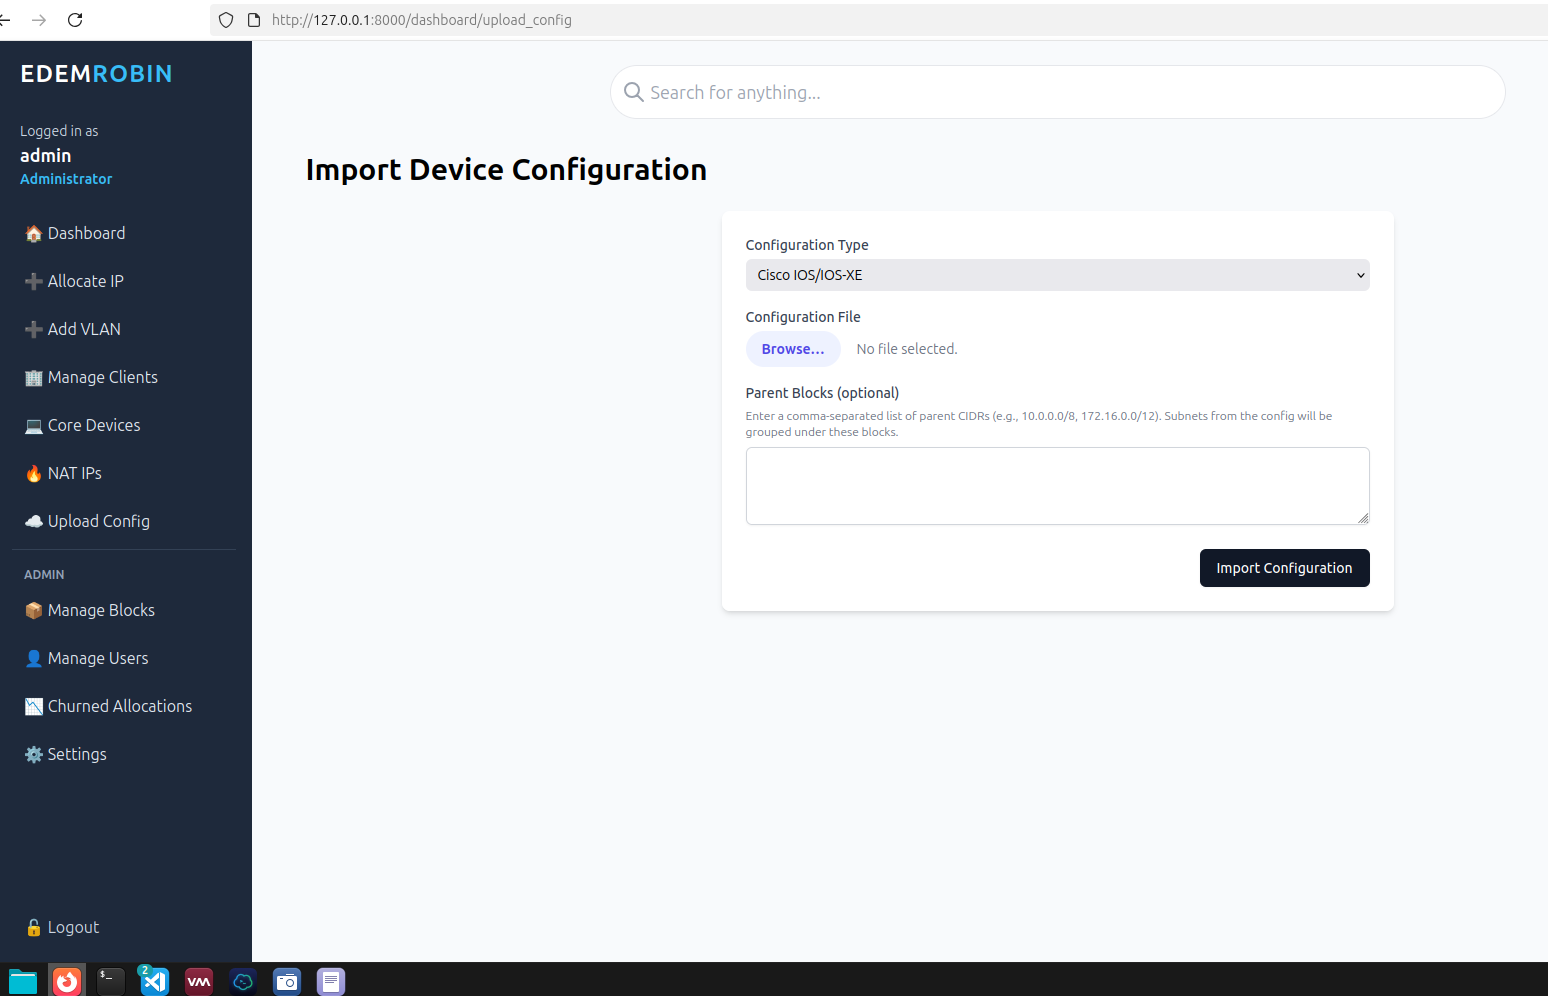 http://127.0.0.1:8000/dashboard/upload_config
EDEMROBIN
Logged in as
admin
Administrator
Dashboard
Allocate IP
Add VLAN
Manage Clients
Core Devices
NAT IPs
Upload Config
ADMIN
Manage Blocks
Manage Users
Churned Allocations
Settings
Logout
Search for anything...
Import Device Configuration
Configuration Type
Cisco IOS/IOS-XE
Configuration File
Browse... No file selected.
Parent Blocks (optional)
Enter a comma-separated list of parent CIDRs (e.g., 10.0.0.0/8, 172.16.0.0/12). Subnets from the config will be
grouped under these blocks.
Import Configuration
$_
2
VM